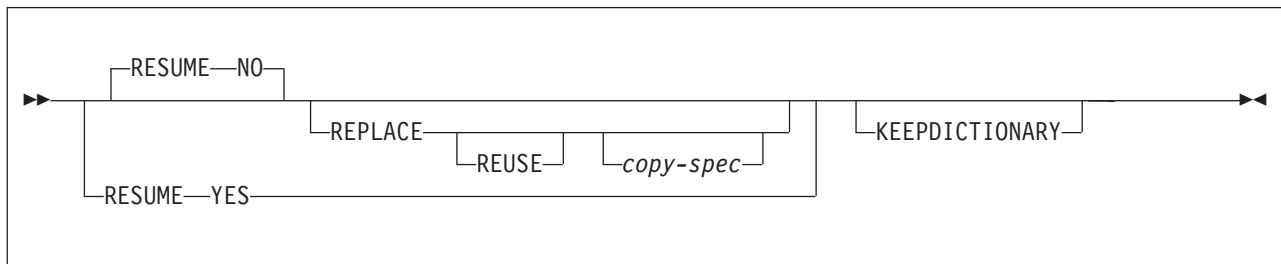 RESUME NO
REPLACE KEEPDICTIONARY
REUSE copy-spec
RESUME YES